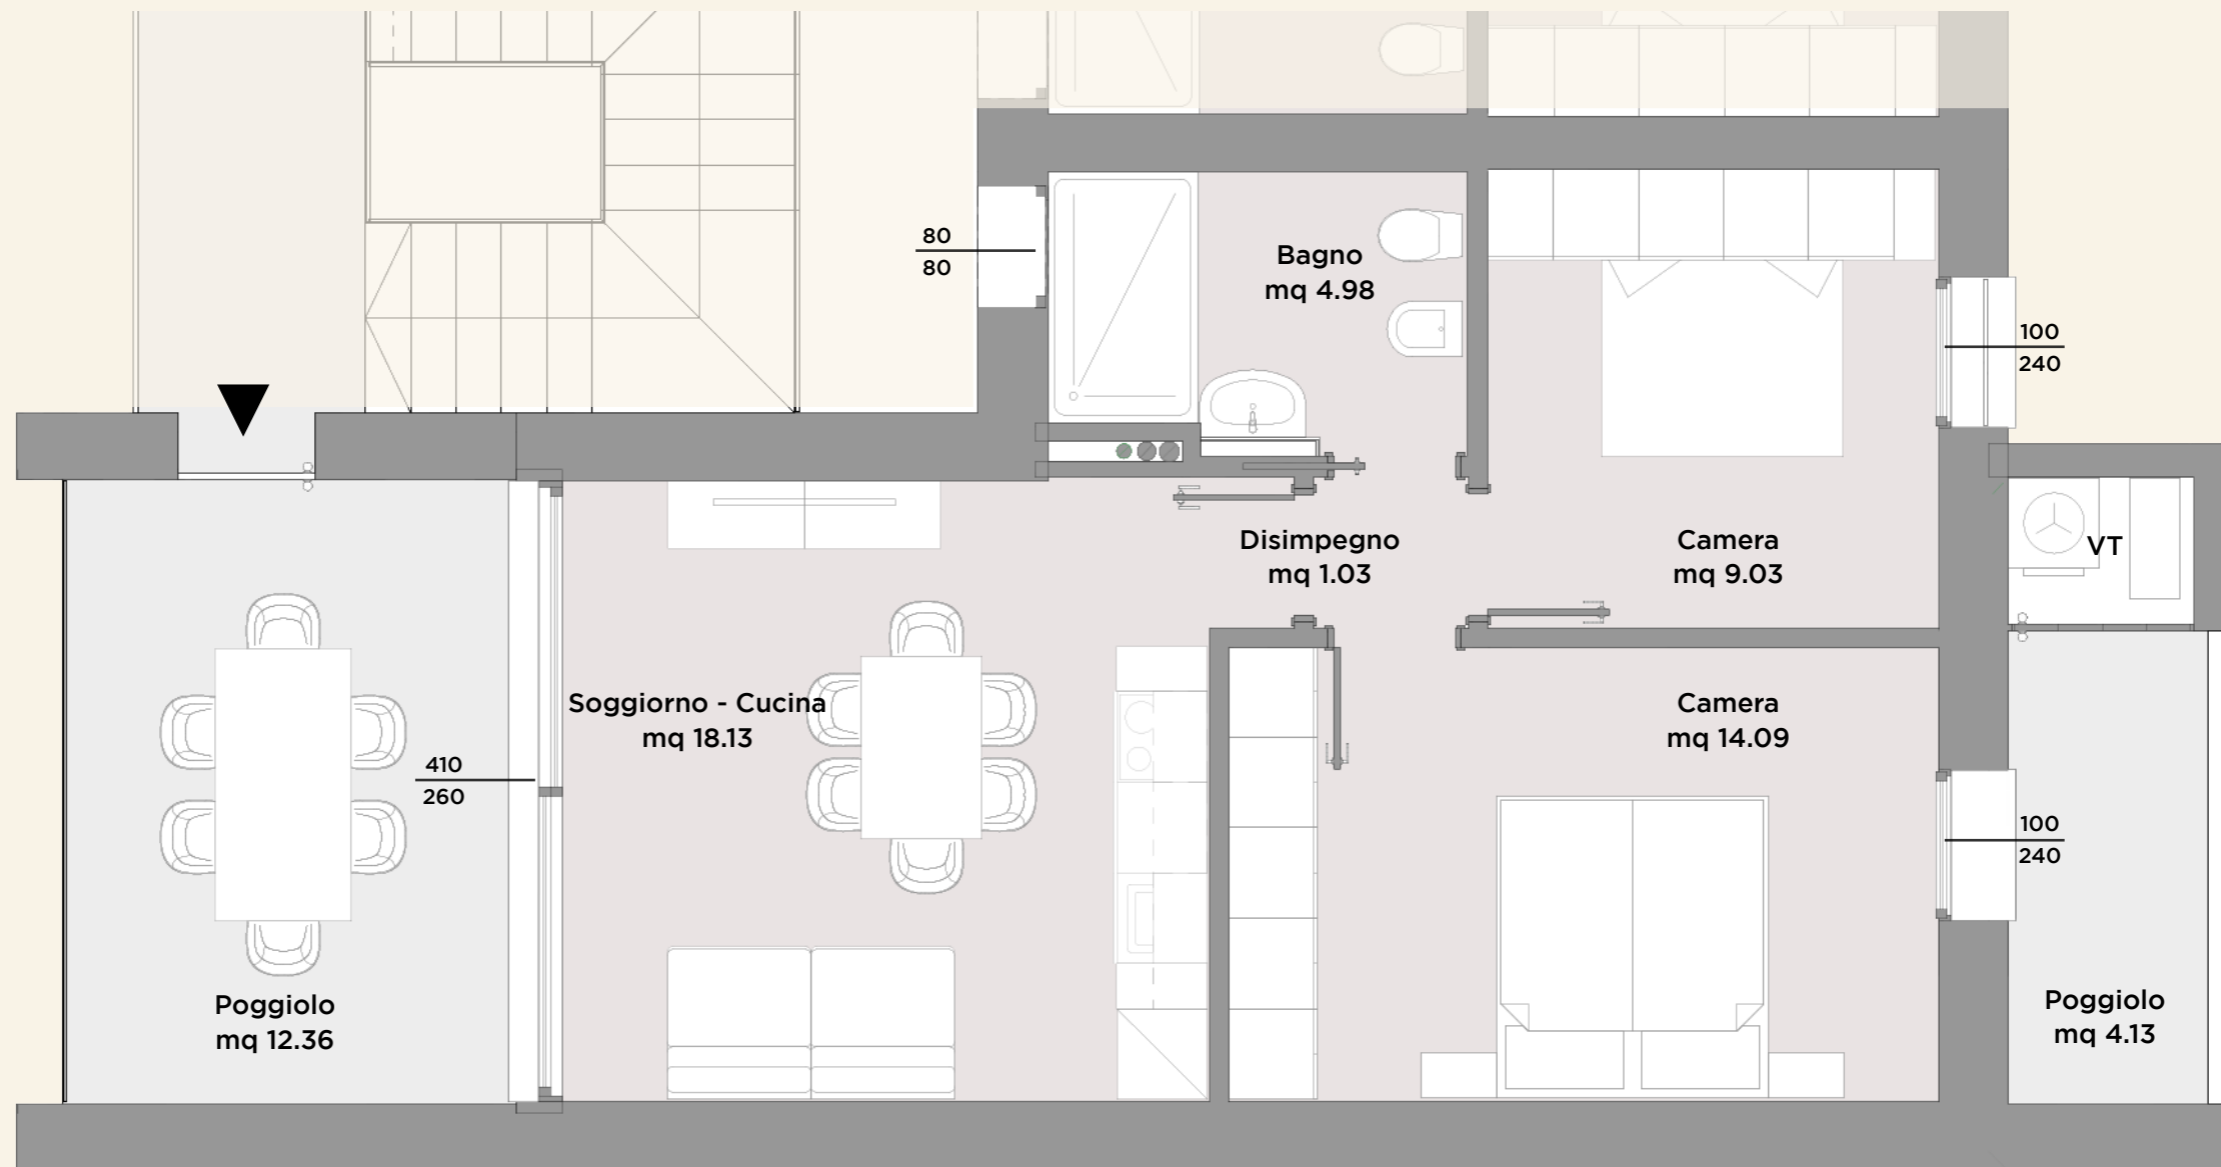 80
80
Bagno
mq 4.98
100
240
Disimpegno
mq 1.03
Camera
mq 9.03
VT
Soggiorno - Cucina
mq 18.13
Camera
mq 14.09
410
260
100
240
Poggiolo
mq 12.36
Poggiolo
mq 4.13